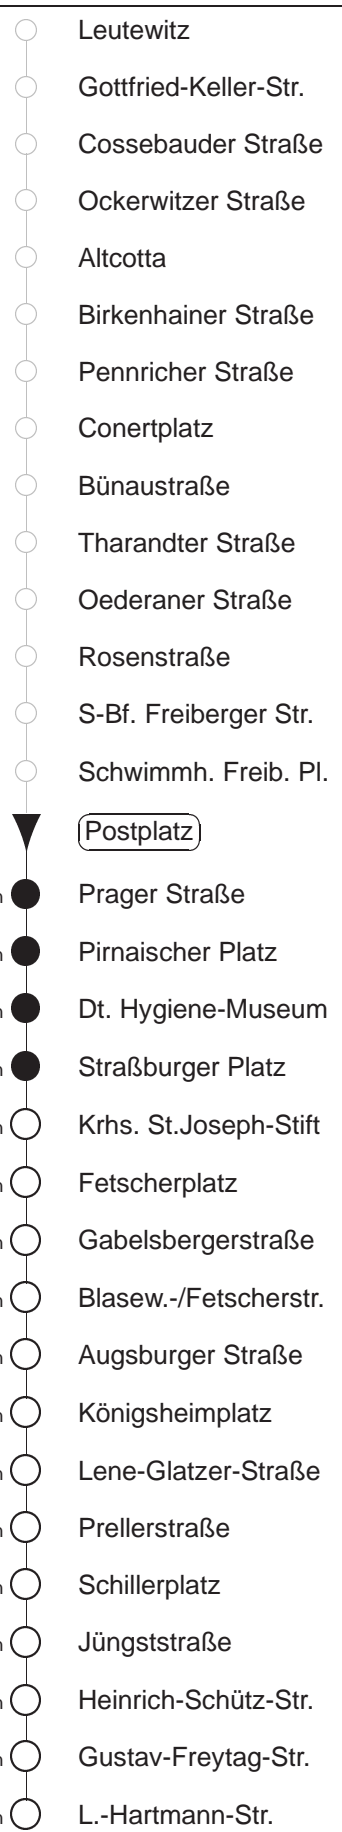 Leutewitz
Gottfried-Keller-Str.
Cossebauder Straße
Ockerwitzer Straße
Altcotta
Birkenhainer Straße
Pennricher Straße
Conertplatz
Bünaustraße
Tharandter Straße
Oederaner Straße
Rosenstraße
S-Bf. Freiberger Str.
Schwimmh. Freib. Pl.
Postplatz
Prager Straße
Pirnaischer Platz
Dt. Hygiene-Museum
Straßburger Platz
Krhs. St.Joseph-Stift
Fetscherplatz
Gabelsbergerstraße
Blasew.-/Fetscherstr.
Augsburger Straße
Königsheimplatz
Lene-Glatzer-Straße
Prellerstraße
Schillerplatz
Jüngststraße
Heinrich-Schütz-Str.
Gustav-Freytag-Str.
L.-Hartmann-Str.